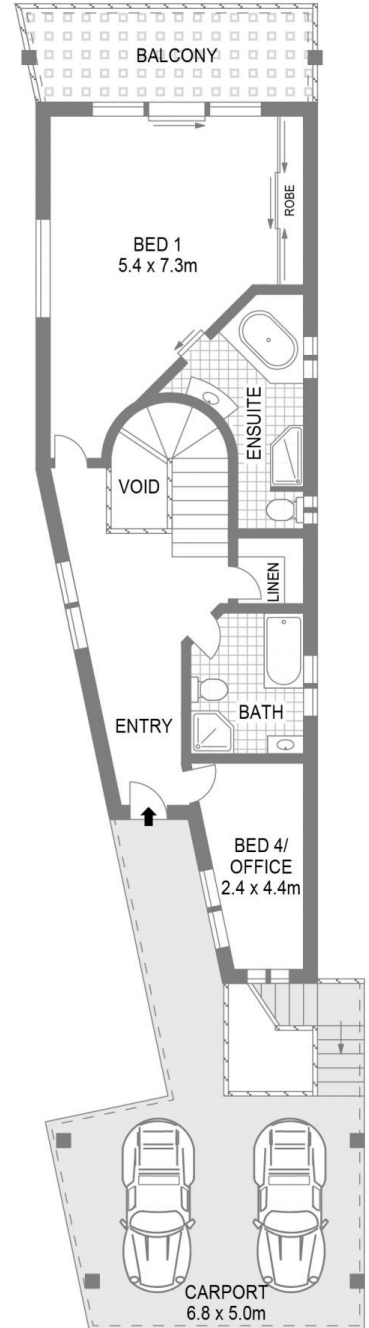 BALCONY
BED 1
5.4 x 7.3m
ROBE
ENSUITE
VOID
LINEN
BATH
ENTRY
BED 4/
OFFICE
2.4 x 4.4m
CARPORT
6.8 x 5.0m